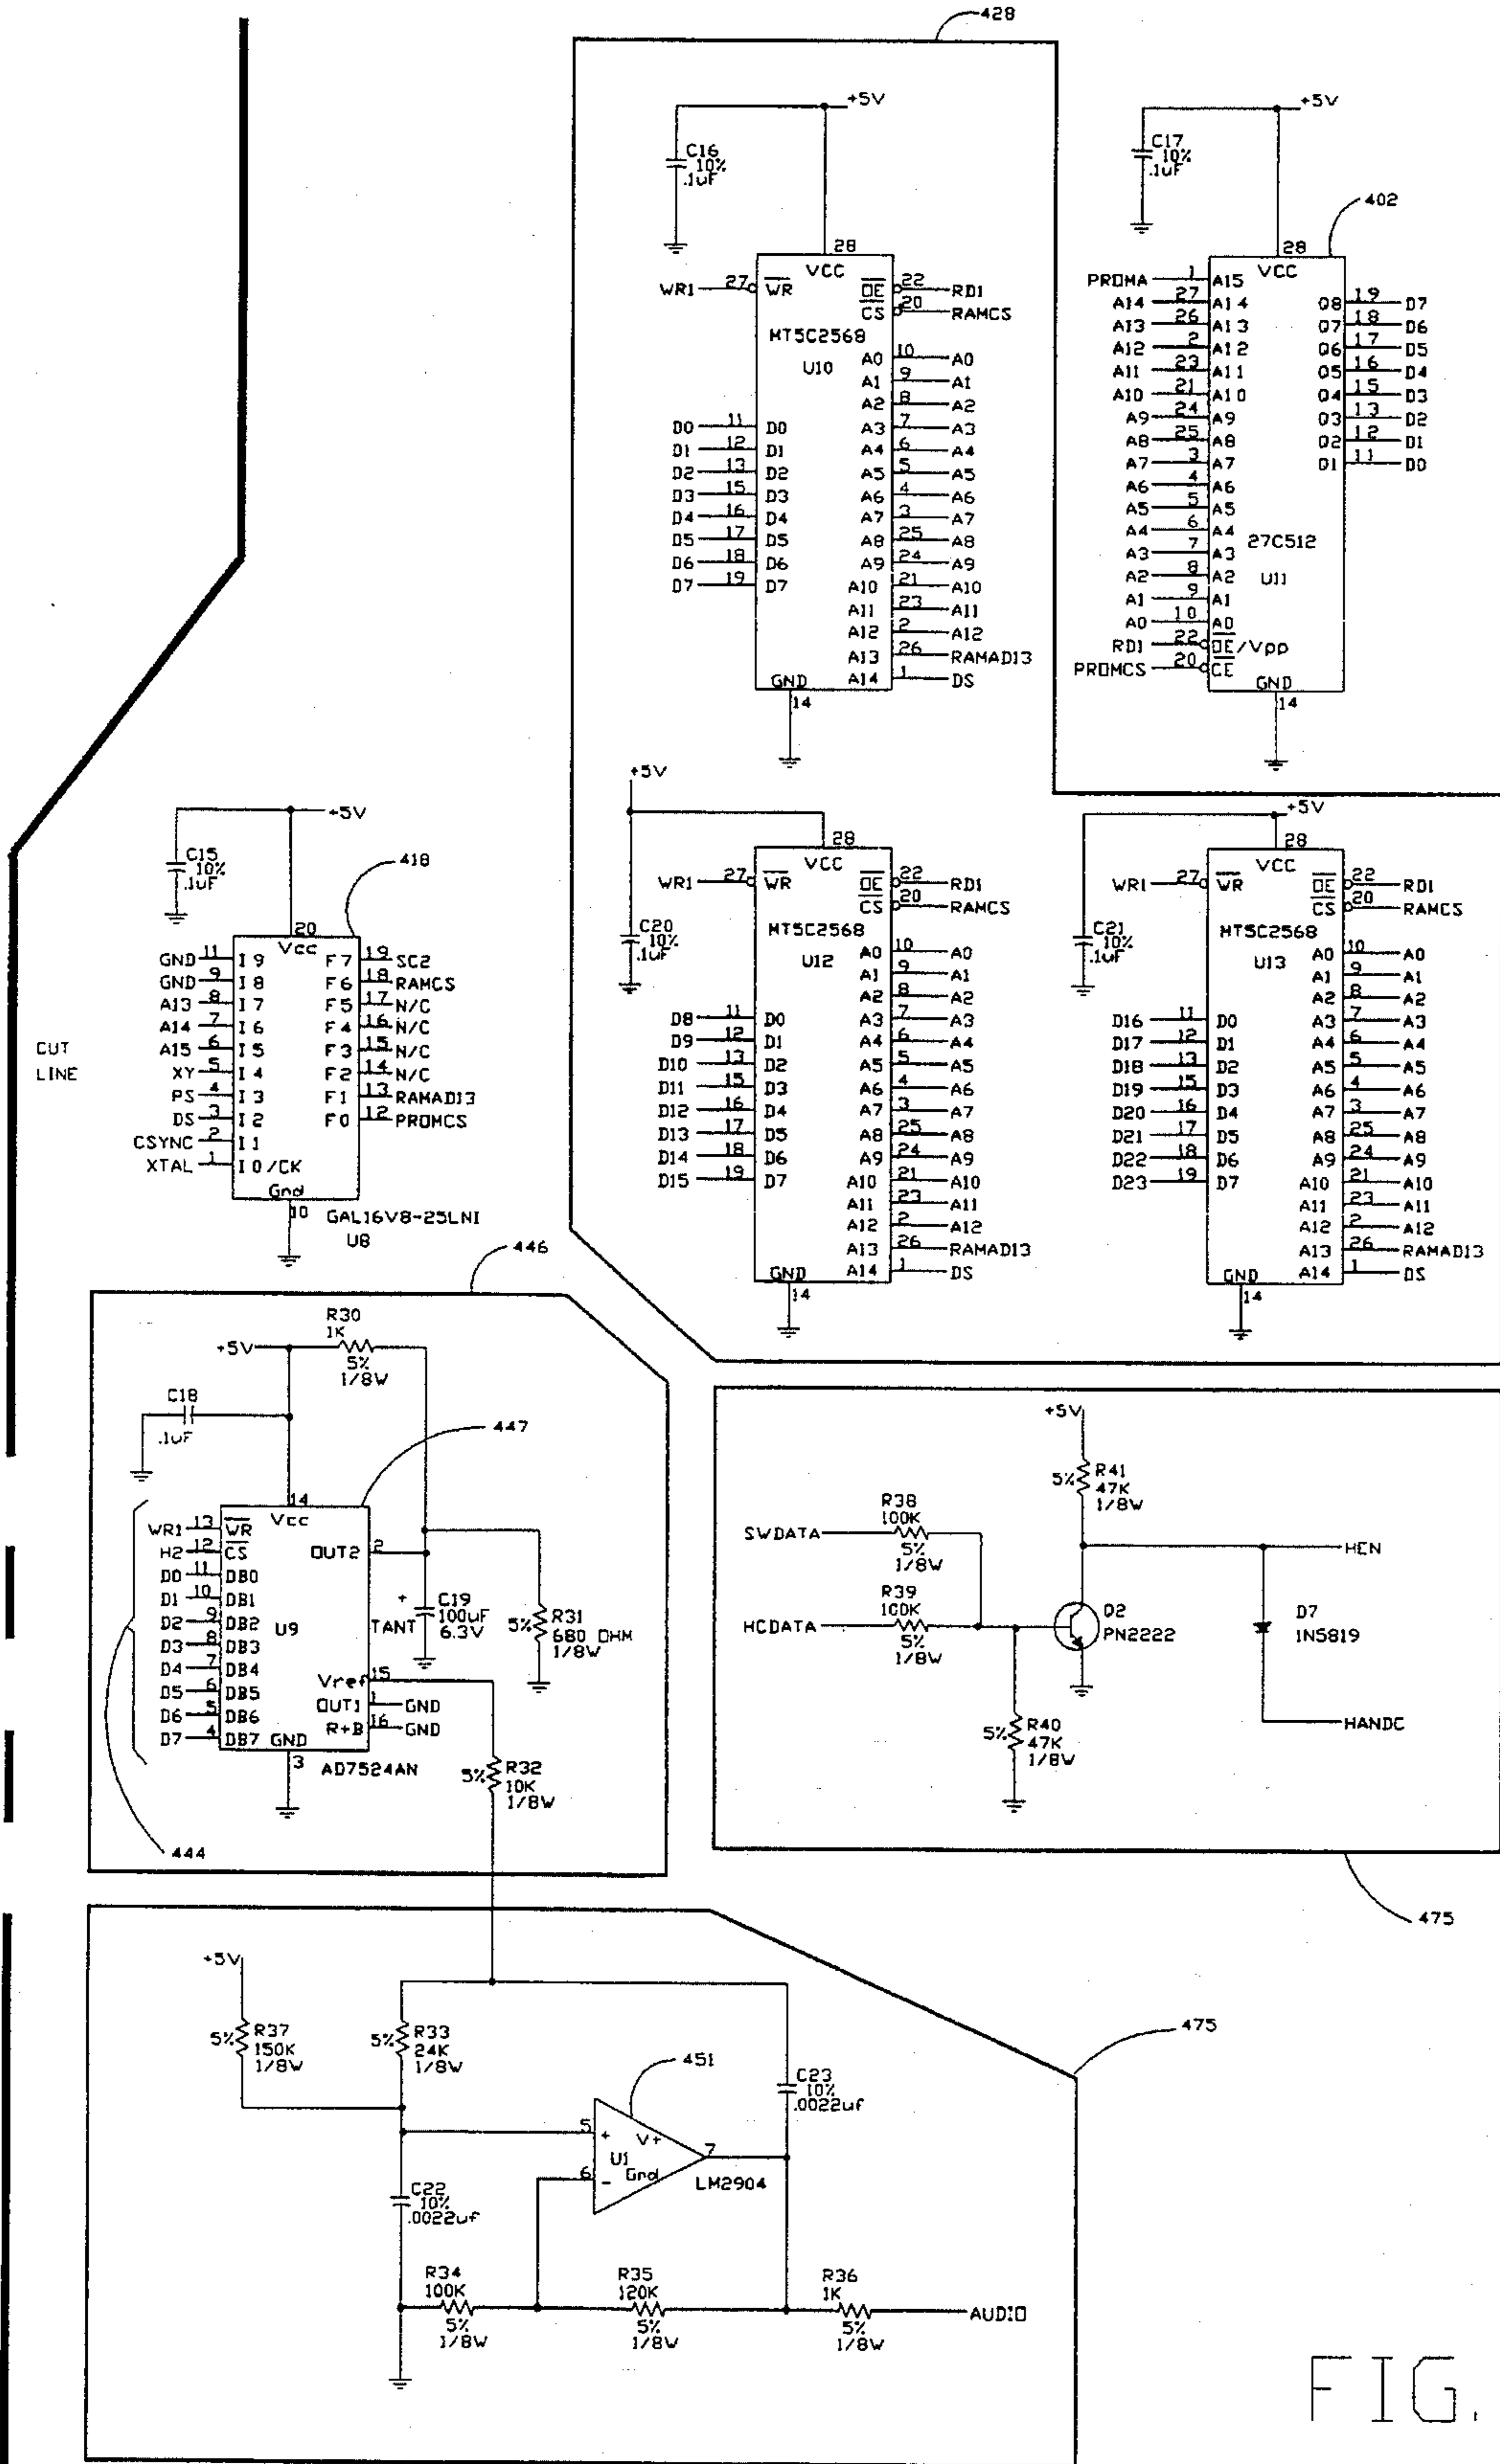 428
+5V
C16
10%
.1uF
28
VCC
WR1 27 WR OE 22 RD1
CS 20 RAMCS
MT5C2568
U10
A0 10 A0
A1 9 A1
A2 8 A2
D0 11 D0 A3 7 A3
D1 12 D1 A4 6 A4
D2 13 D2 A5 5 A5
D3 15 D3 A6 4 A6
D4 16 D4 A7 3 A7
D5 17 D5 A8 25 A8
D6 18 D6 A9 24 A9
D7 19 D7 A10 21 A10
A11 23 A11
A12 2 A12
A13 26 RAMAD13
GND A14 1 DS
14
+5V
C17
10%
.1uF
402
28
VCC
PROMA 1 A15
A14 27 A14 Q8 19 D7
A13 26 A13 Q7 18 D6
A12 2 A12 Q6 17 D5
A11 23 A11 Q5 16 D4
A10 21 A10 Q4 15 D3
A9 24 A9 Q3 13 D2
A8 25 A8 Q2 12 D1
A7 3 A7 Q1 11 D0
A6 4 A6
A5 5 A5
A4 6 A4
A3 7 A3 27C512
A2 8 A2 U11
A1 9 A1
A0 10 A0
RD1 22 OE/Vpp
PROMCS 20 CE
GND
14
+5V
C15
10%
.1uF
418
20
Vcc
GND 11 I9 F7 19 SC2
GND 9 I8 F6 18 RAMCS
A13 8 I7 F5 17 N/C
A14 7 I6 F4 16 N/C
A15 6 I5 F3 15 N/C
XY 5 I4 F2 14 N/C
PS 4 I3 F1 13 RAMAD13
DS 3 I2 F0 12 PROMCS
CSYNC 2 I1
XTAL 1 I0/CK
Gnd
10 GAL16V8-25LNI
U8
CUT
LINE
+5V
C20
10%
.1uF
28
VCC
WR1 27 WR OE 22 RD1
CS 20 RAMCS
MT5C2568
U12
A0 10 A0
A1 9 A1
A2 8 A2
D8 11 D0 A3 7 A3
D9 12 D1 A4 6 A4
D10 13 D2 A5 5 A5
D11 15 D3 A6 4 A6
D12 16 D4 A7 3 A7
D13 17 D5 A8 25 A8
D14 18 D6 A9 24 A9
D15 19 D7 A10 21 A10
A11 23 A11
A12 2 A12
A13 26 RAMAD13
GND A14 1 DS
14
+5V
C21
10%
.1uF
28
VCC
WR1 27 WR OE 22 RD1
CS 20 RAMCS
MT5C2568
U13
A0 10 A0
A1 9 A1
A2 8 A2
D16 11 D0 A3 7 A3
D17 12 D1 A4 6 A4
D18 13 D2 A5 5 A5
D19 15 D3 A6 4 A6
D20 16 D4 A7 3 A7
D21 17 D5 A8 25 A8
D22 18 D6 A9 24 A9
D23 19 D7 A10 21 A10
A11 23 A11
A12 2 A12
A13 26 RAMAD13
GND A14 1 DS
14
446
R30
1K
+5V
5%
1/8W
C18
.1uF
447
14
Vcc
WR1 13 WR
H2 12 CS OUT2 2
D0 11 DB0
D1 10 DB1
D2 9 DB2 U9
D3 8 DB3
D4 7 DB4
D5 6 DB5
D6 5 DB6
D7 4 DB7
Vref 15
OUT1 1 GND
R+B 16 GND
GND
3 AD7524AN
+
TANT
C19
100uF
6.3V
5% R31
680 OHM
1/8W
5% R32
10K
1/8W
444
+5V
5% R41
47K
1/8W
R38
100K
SWDATA
5%
1/8W
HEN
R39
100K
HCDATA
5%
1/8W
Q2
PN2222
D7
1N5819
5% R40
47K
1/8W
HANDC
475
+5V
5% R37
150K
1/8W
5% R33
24K
1/8W
475
451
C23
10%
.0022uf
5 + V+
U1 7
6 - Gnd
LM2904
C22
10%
.0022uf
R34
100K
5%
1/8W
R35
120K
5%
1/8W
R36
1K
5%
1/8W
AUDIO
FIG.